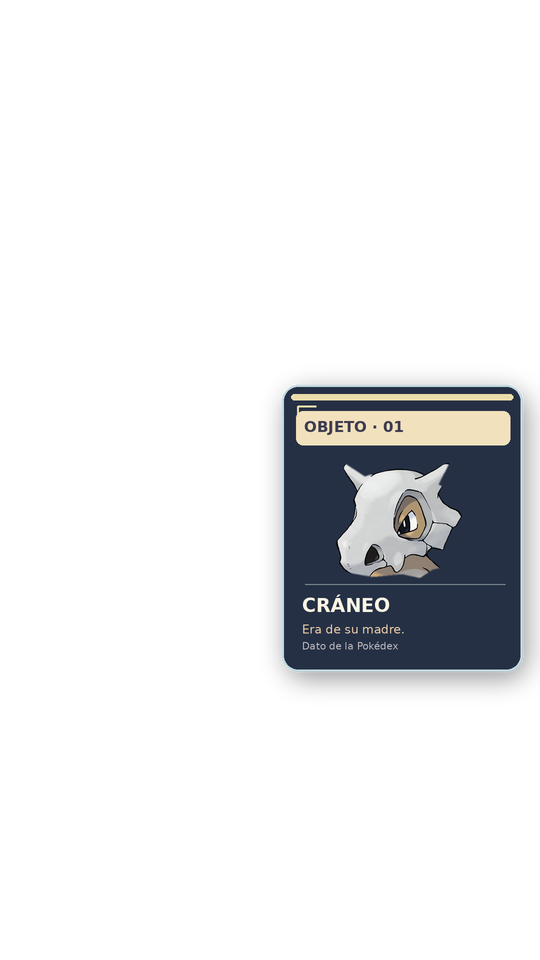 OBJETO · 01
CRÁNEO
Era de su madre.
Dato de la Pokédex